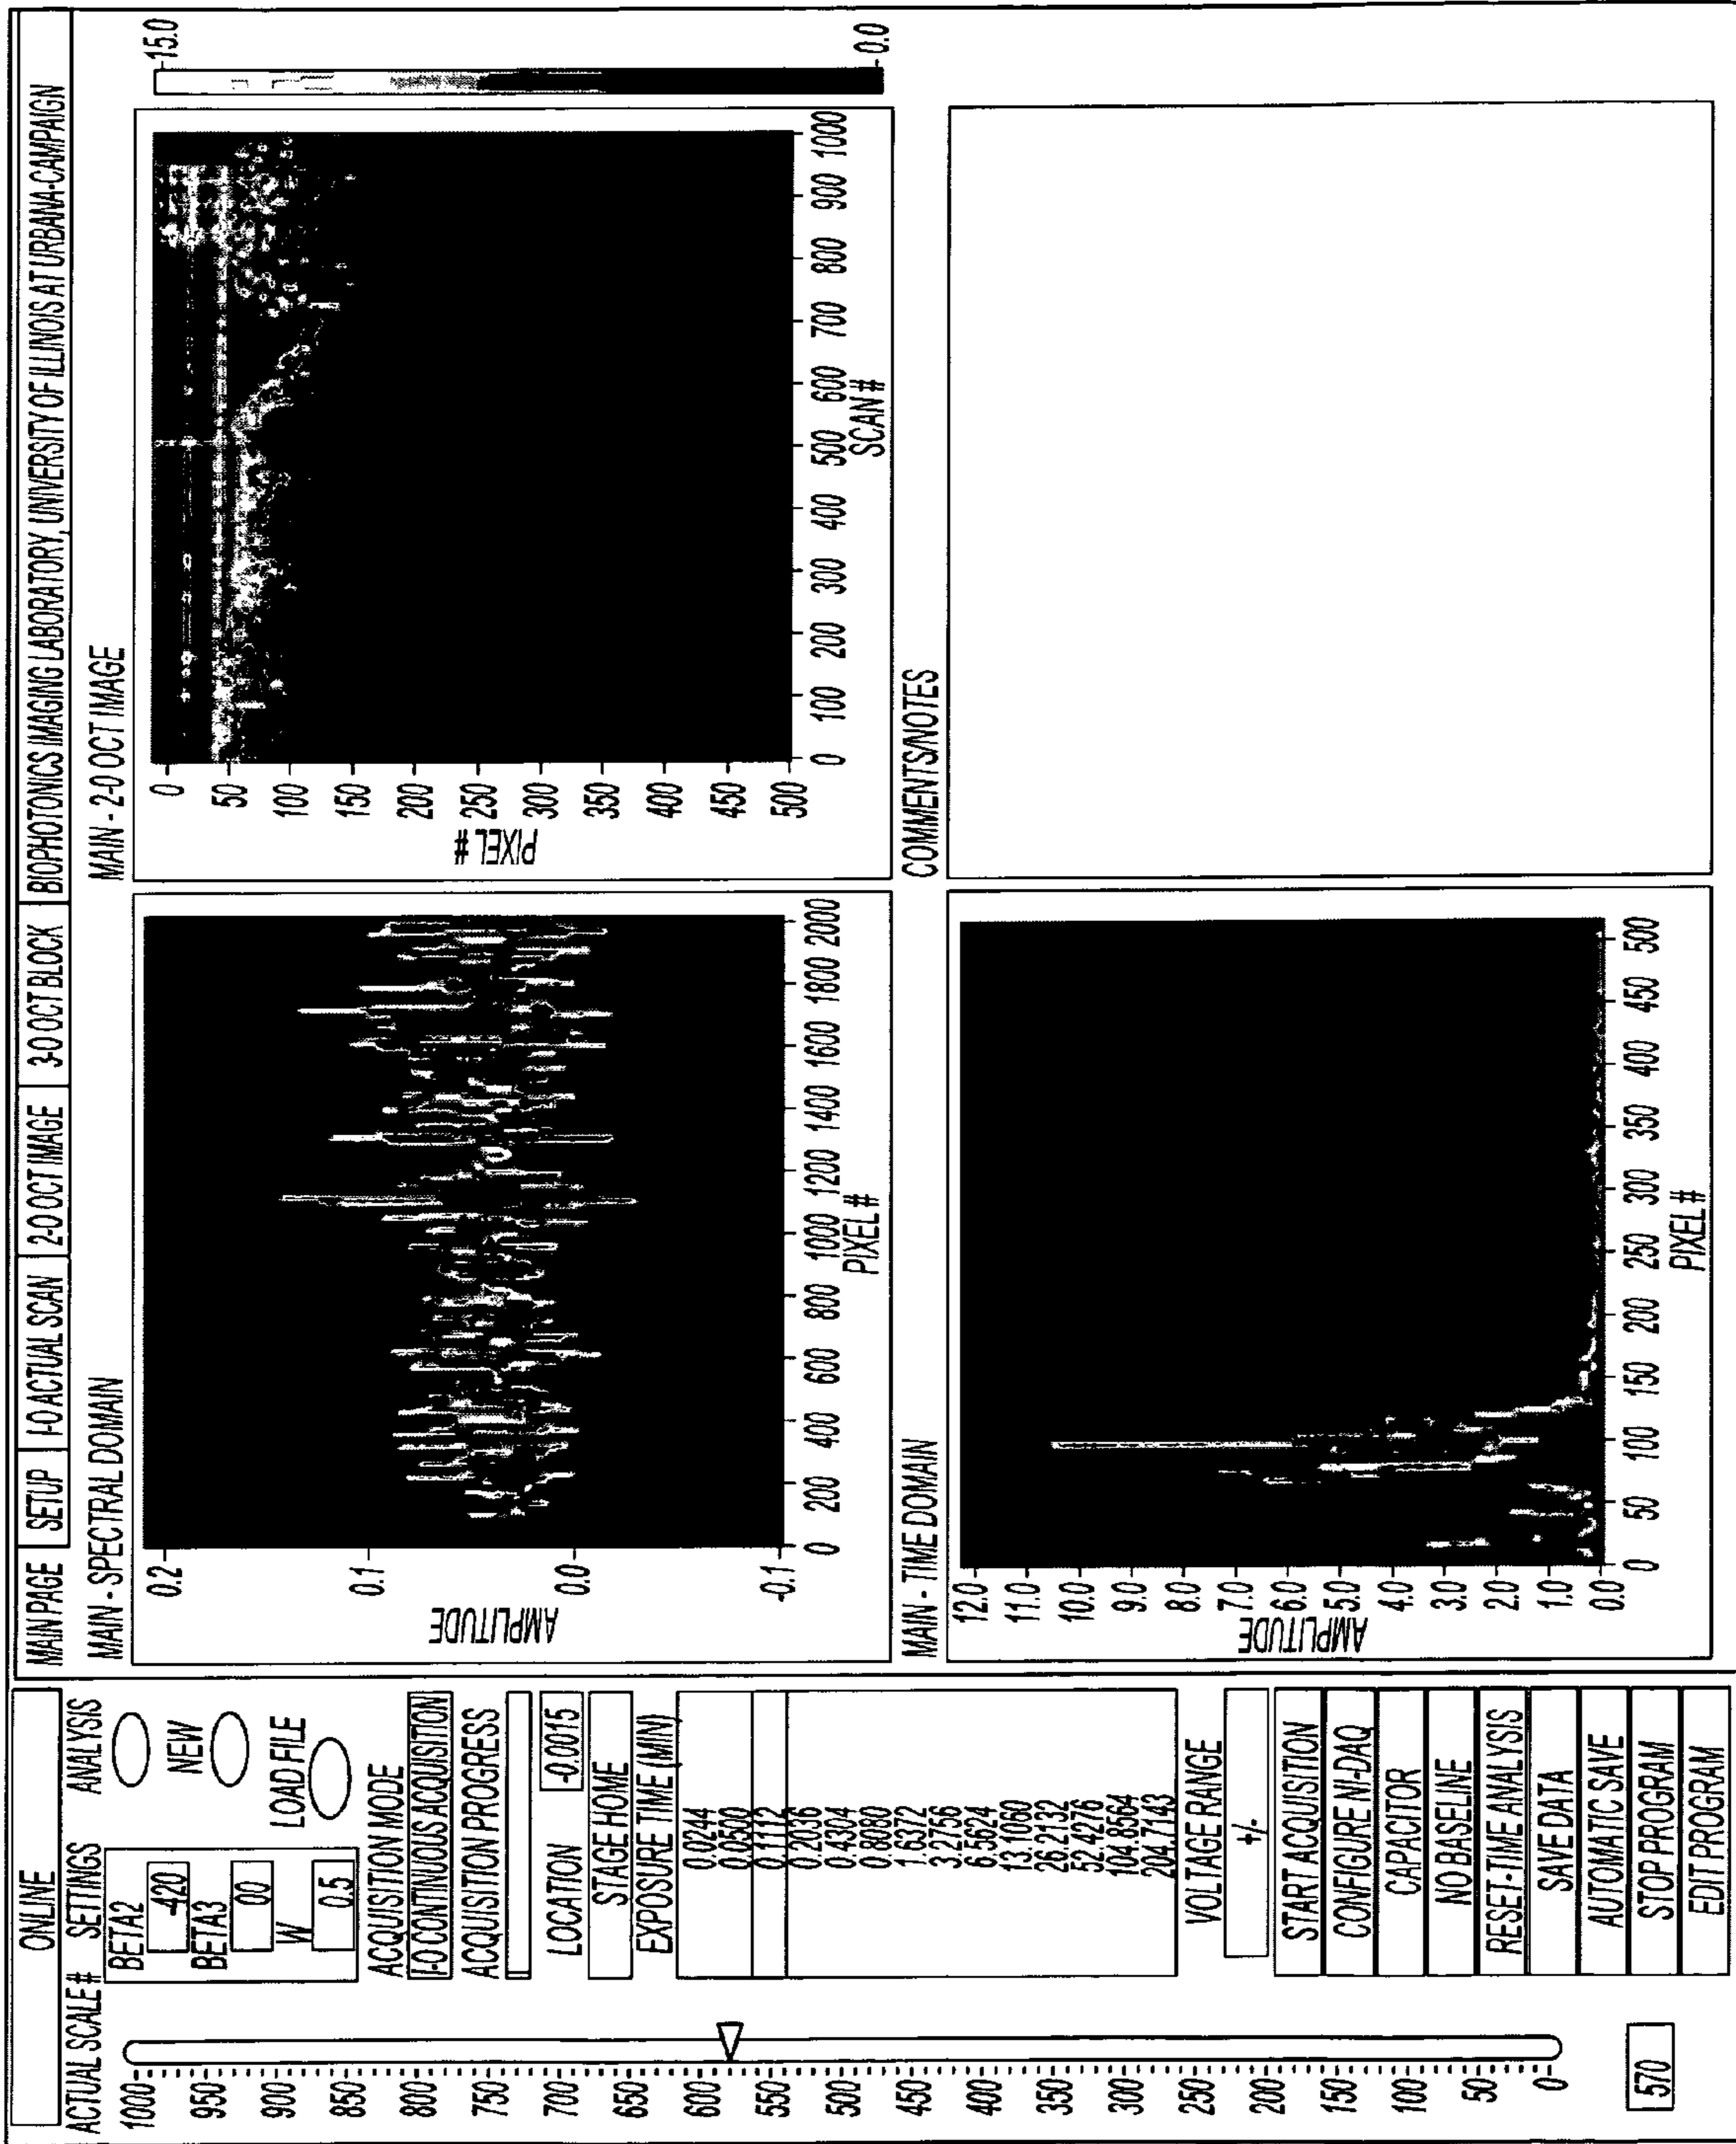 ONLINE
ACTUAL SCALE #
SETTINGS
ANALYSIS
1000
950
900
850
800
750
700
650
600
550
500
450
400
350
300
250
200
150
100
50
0
570
BETA2
-420
BETA3
00
W
0.5
NEW
LOAD FILE
ACQUISITION MODE
1-0 CONTINUOUS ACQUISITION
ACQUISITION PROGRESS
LOCATION
-0.0015
STAGE HOME
EXPOSURE TIME (MN)
0.0244
0.0500
0.1112
0.2036
0.4304
0.8080
1.6372
3.2756
6.5624
13.1060
26.2132
52.4276
104.8564
204.7143
VOLTAGE RANGE
+/-
START ACQUISITION
CONFIGURE NI-DAQ
CAPACITOR
NO BASELINE
RESET-TIME ANALYSIS
SAVE DATA
AUTOMATIC SAVE
STOP PROGRAM
EDIT PROGRAM
MAIN PAGE
SETUP
1-0 ACTUAL SCAN
2-0 OCT IMAGE
3-0 OCT BLOCK
BIOPHOTONICS IMAGING LABORATORY, UNIVERSITY OF ILLINOIS AT URBANA-CAMPAIGN
MAIN - SPECTRAL DOMAIN
AMPLITUDE
0.2
0.1
0.0
-0.1
0 200 400 600 800 1000 1200 1400 1600 1800 2000
PIXEL #
MAIN - 2-0 OCT IMAGE
PIXEL #
0
50
100
150
200
250
300
350
400
450
500
0 100 200 300 400 500 600 700 800 900 1000
SCAN #
15.0
0.0
MAIN - TIME DOMAIN
AMPLITUDE
12.0
11.0
10.0
9.0
8.0
7.0
6.0
5.0
4.0
3.0
2.0
1.0
0.0
0 50 100 150 200 250 300 350 400 450 500
PIXEL #
COMMENTS/NOTES